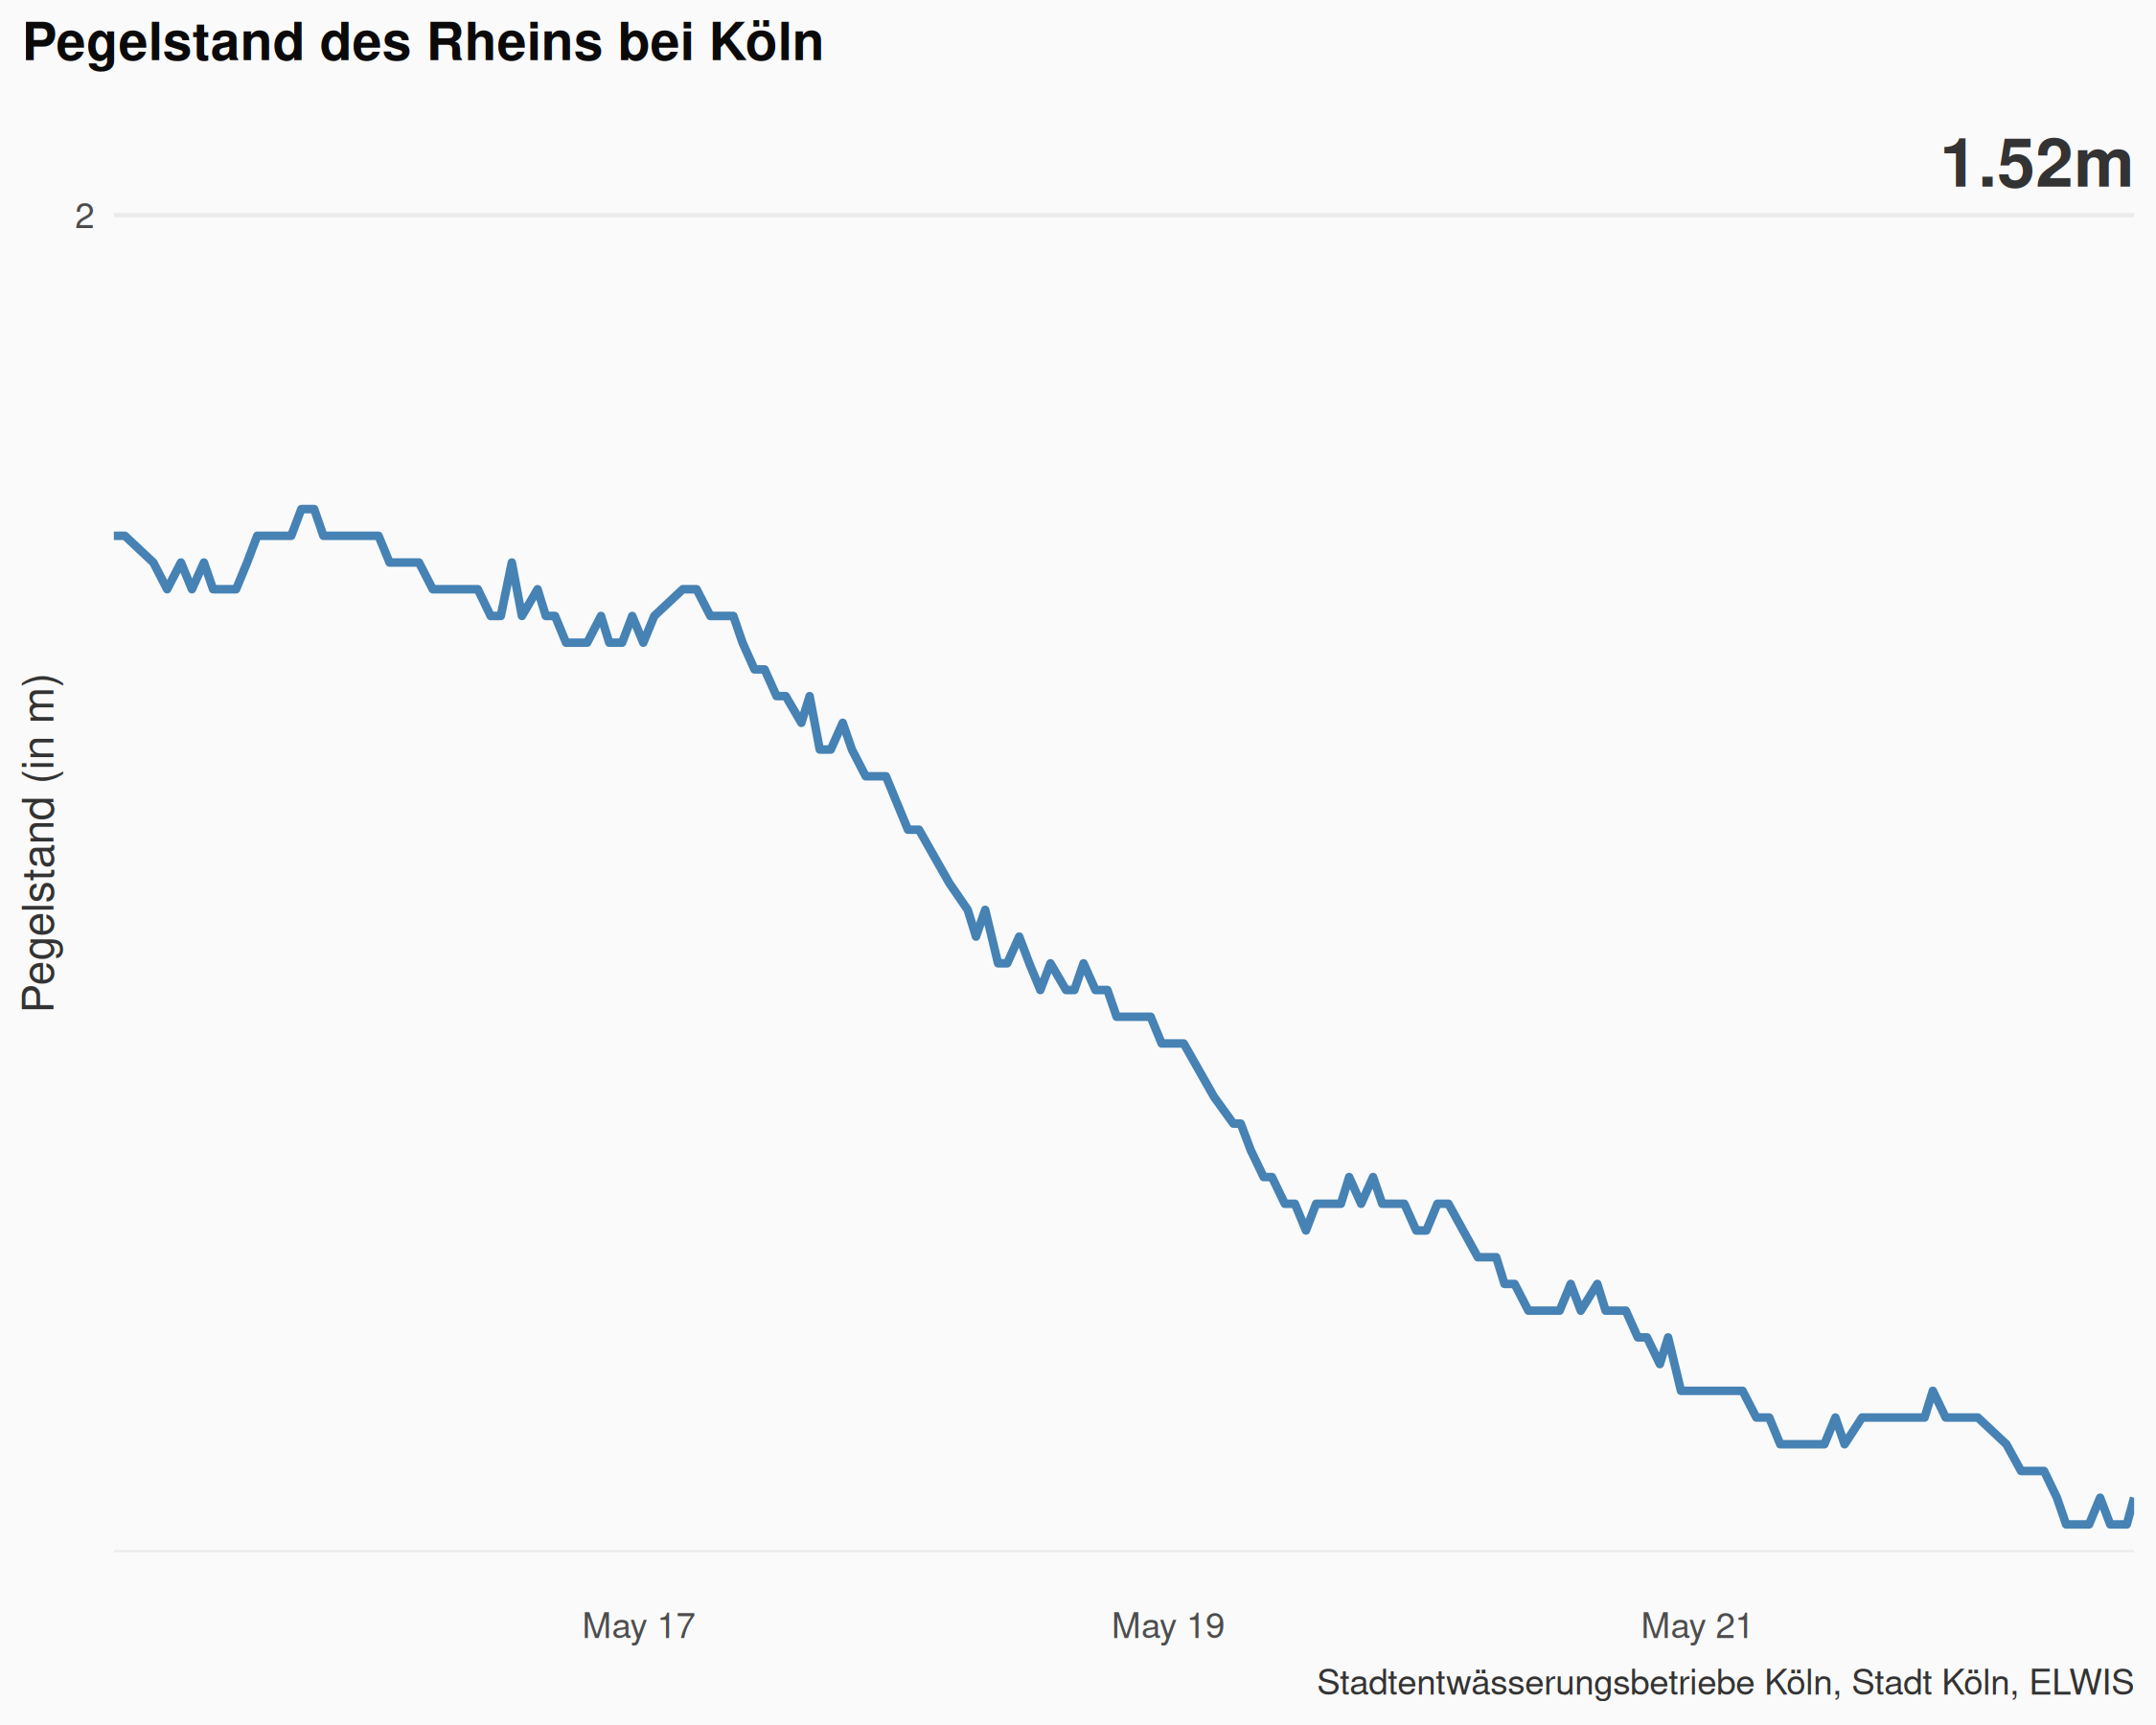 Pegelstand des Rheins bei Köln
1.52m
2
Pegelstand (in m)
May 17
May 19
May 21
Stadtentwässerungsbetriebe Köln, Stadt Köln, ELWIS